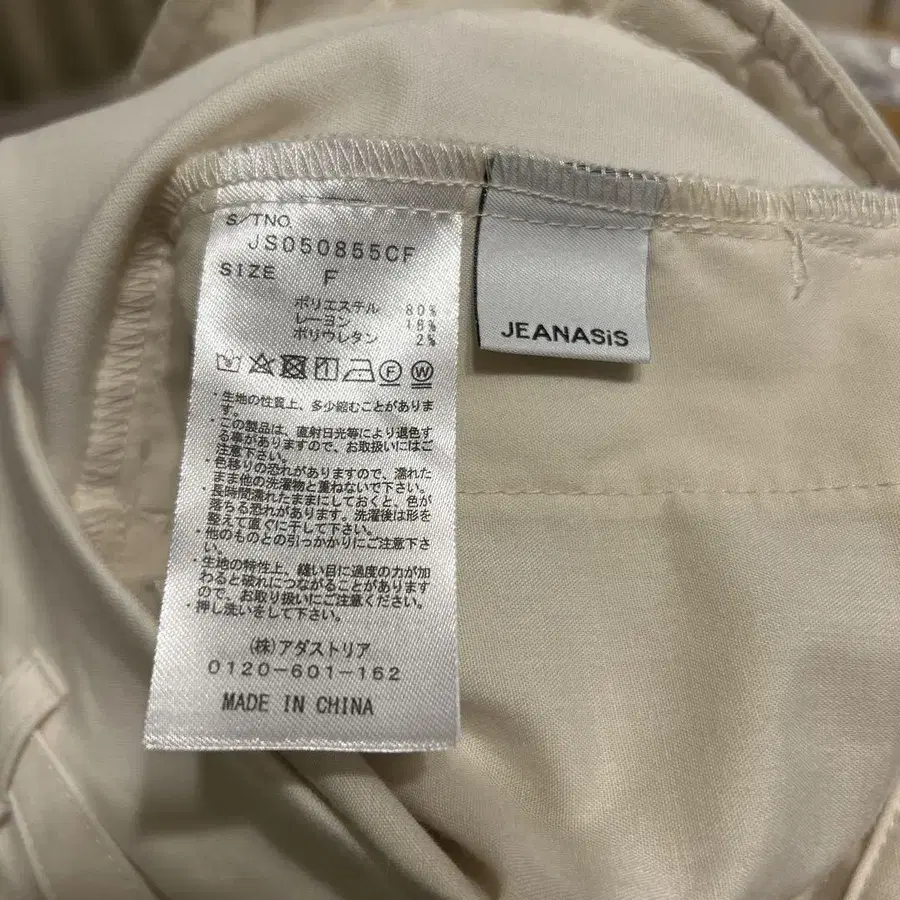 S/TNO.
JS050855CF
SIZE F
ポリエステル 80%
レーヨン 18%
ポリウレタン 2%
F W
・生地の性質上、多少縮むことがありま
す。
・この製品は、直射日光等により退色す
る事がありますので、お取扱いにはご
注意下さい。
・色移りの恐れがありますので、濡れた
まま他の洗濯物と重ねないで下さい。
・長時間濡れたままにしておくと、色が
落ちる恐れがあります。洗濯後は形を
整えて直ぐに干して下さい。
・他のものとの引っかかりにご注意下さ
い。
・生地の特性上、縫い目に過度の力が加
わると破れにつながることがあります
ので、お取り扱いにご注意ください。
・押し洗いをして下さい。
(株)アダストリア
0120-601-162
MADE IN CHINA
JEANASiS